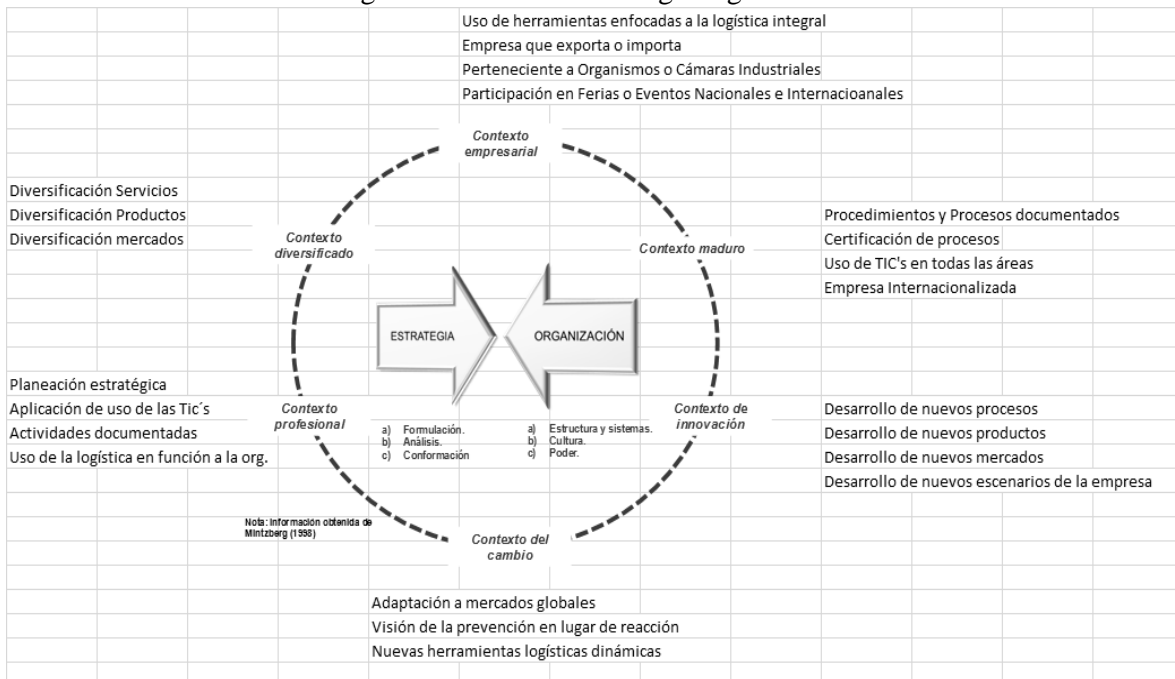 Uso de herramientas enfocadas a la logística integral
Empresa que exporta o importa
Perteneciente a Organismos o Cámaras Industriales
Participación en Ferias o Eventos Nacionales e Internacioanales
Contexto
empresarial
Diversificación Servicios
Diversificación Productos
Diversificación mercados
Contexto
diversificado
Contexto maduro
Procedimientos y Procesos documentados
Certificación de procesos
Uso de TIC's en todas las áreas
Empresa Internacionalizada
ESTRATEGIA
ORGANIZACIÓN
Planeación estratégica
Aplicación de uso de las Tic´s
Actividades documentadas
Uso de la logística en función a la org.
Contexto
profesional
a) Formulación.
b) Análisis.
c) Conformación
a) Estructura y sistemas.
b) Cultura.
c) Poder.
Contexto de
innovación
Desarrollo de nuevos procesos
Desarrollo de nuevos productos
Desarrollo de nuevos mercados
Desarrollo de nuevos escenarios de la empresa
Nota: Información obtenida de
Mintzberg (1998)
Contexto del
cambio
Adaptación a mercados globales
Visión de la prevención en lugar de reacción
Nuevas herramientas logísticas dinámicas